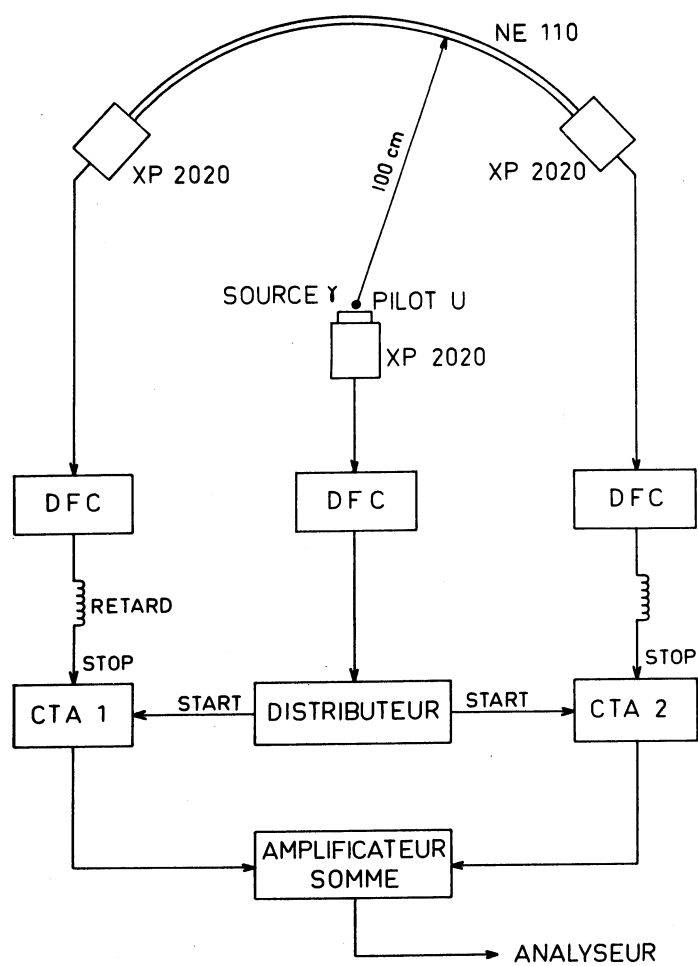 NE 110
XP 2020
XP 2020
100 cm
SOURCE γ
PILOT U
XP 2020
DFC
DFC
DFC
RETARD
STOP
STOP
CTA 1
START
DISTRIBUTEUR
START
CTA 2
AMPLIFICATEUR
SOMME
ANALYSEUR